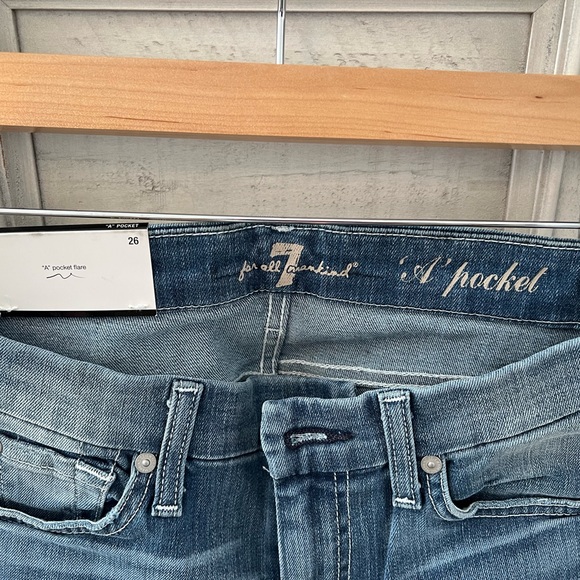 "A" POCKET
26
"A" pocket flare
7
for all mankind®
'A' pocket